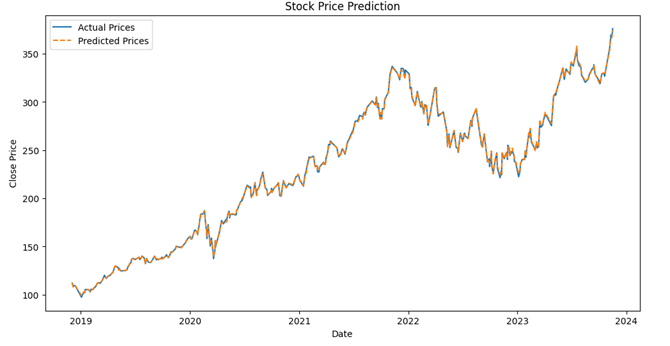 Stock Price Prediction
Actual Prices
Predicted Prices
Close Price
350
300
250
200
150
100
2019
2020
2021
2022
2023
2024
Date